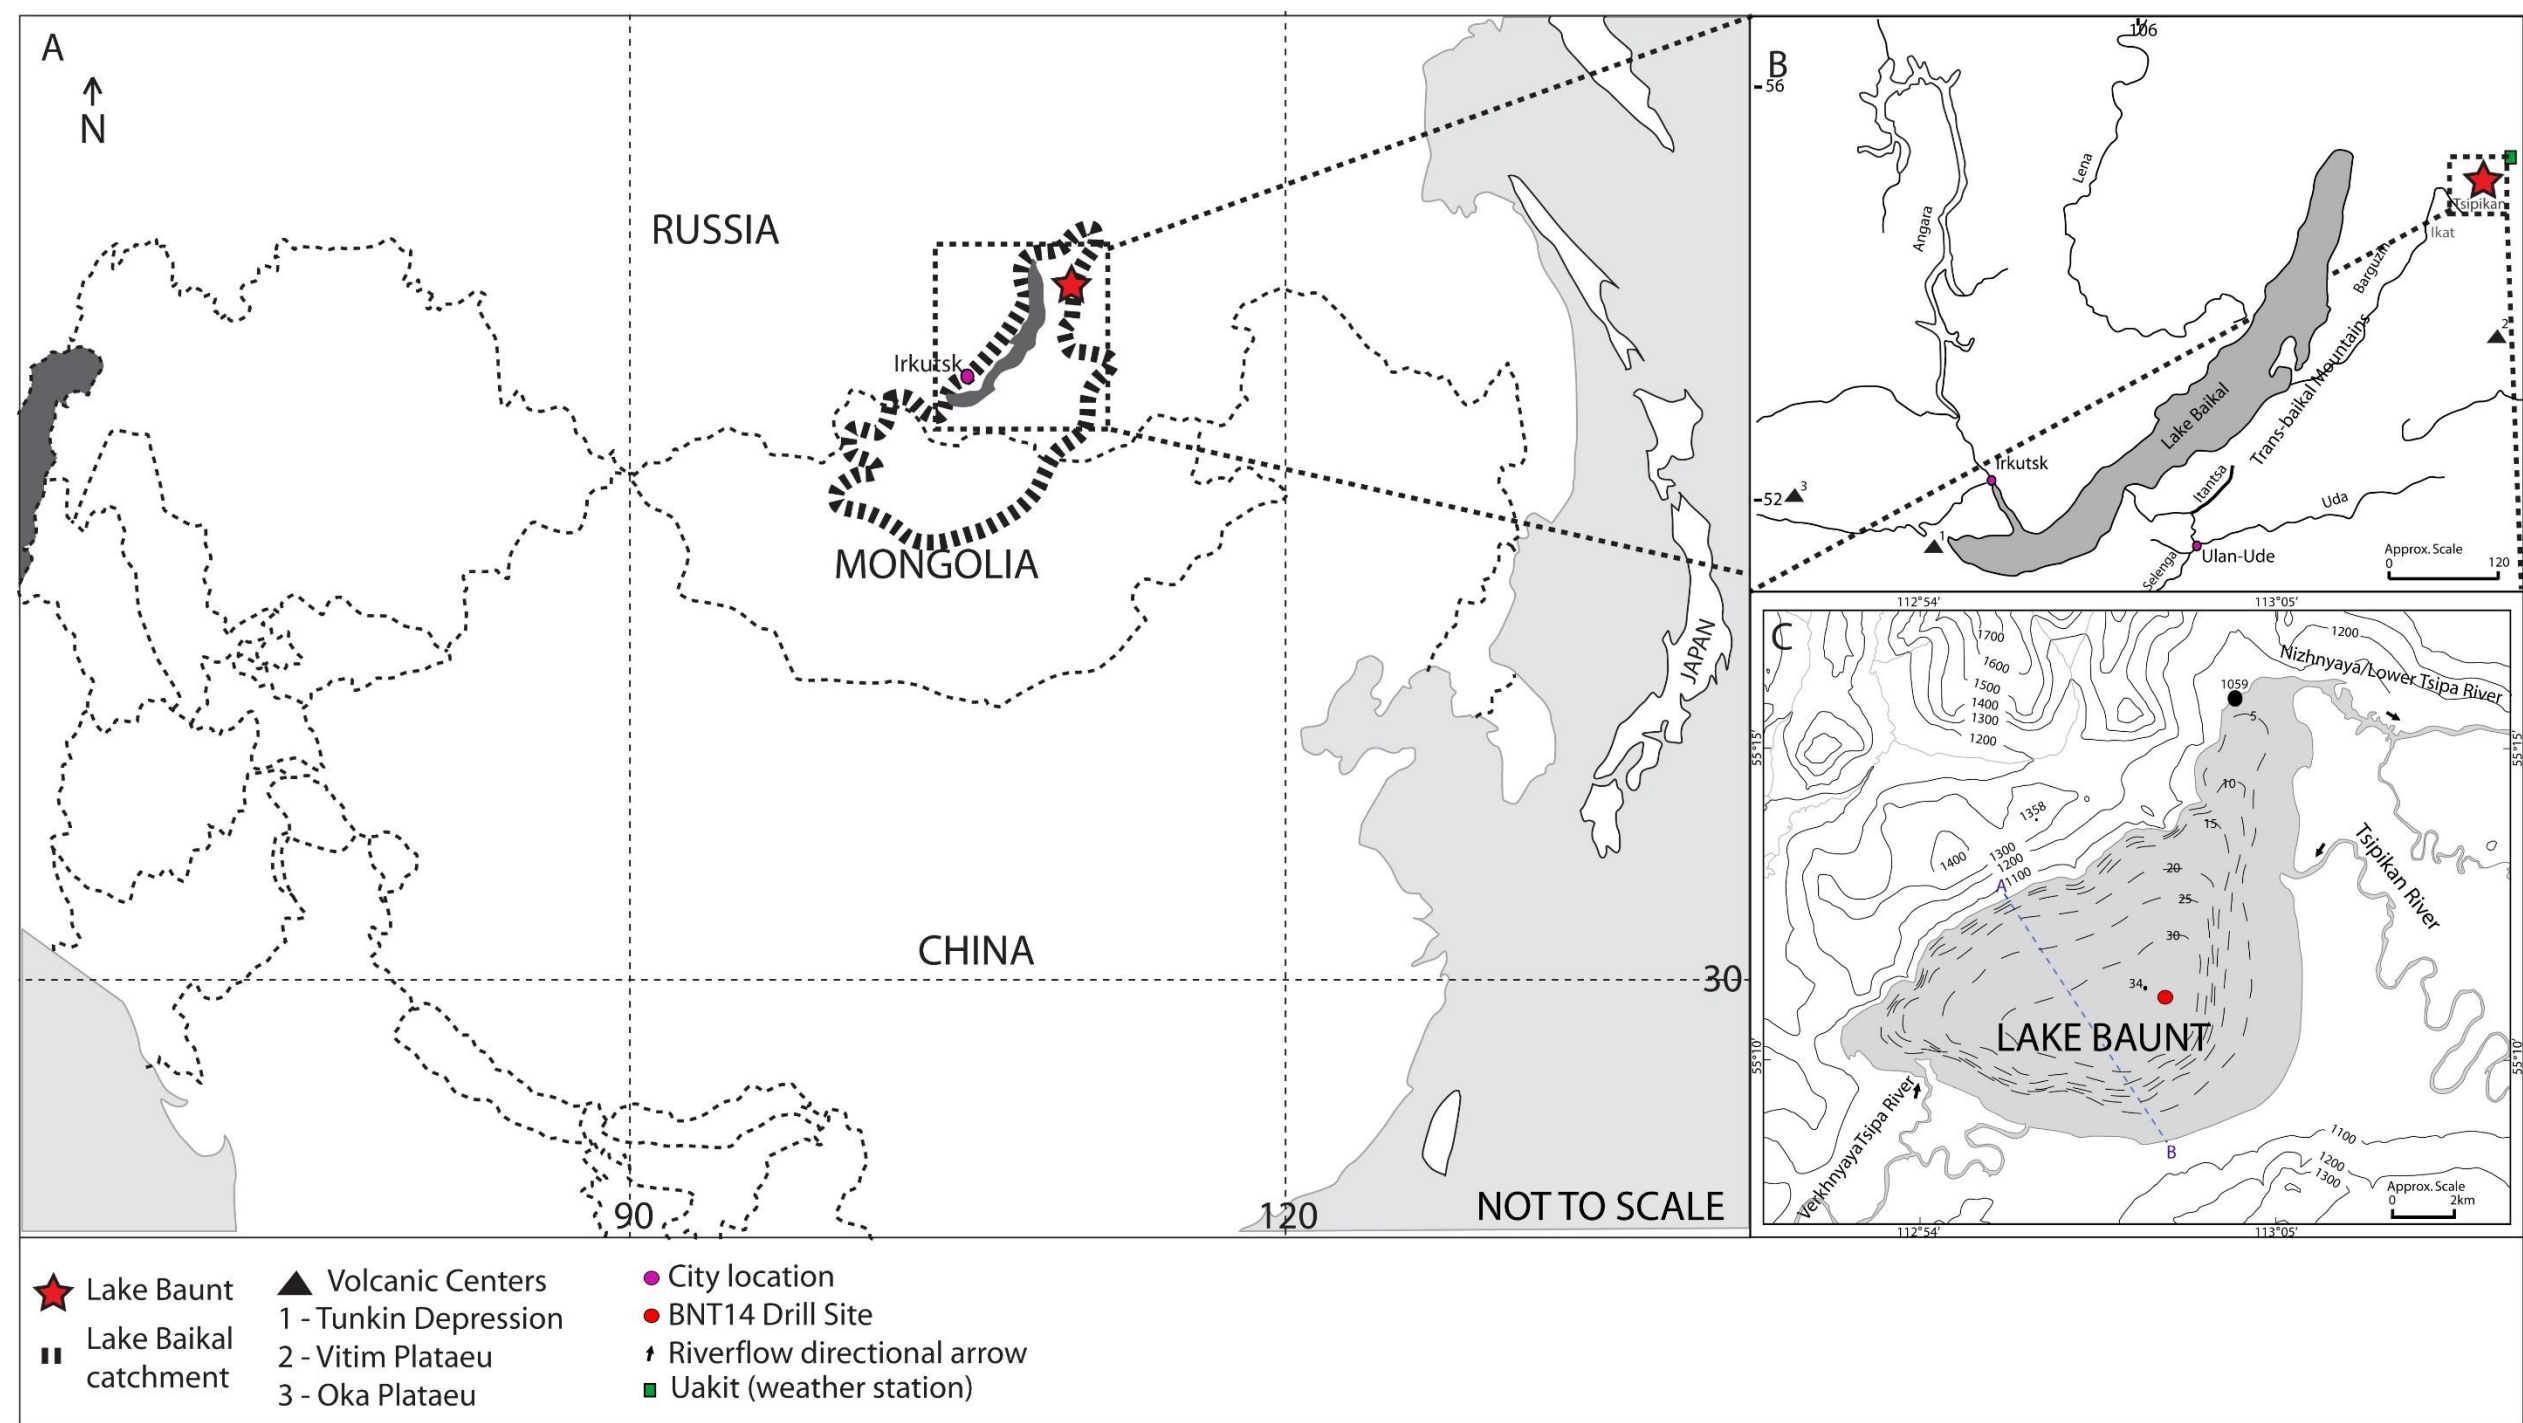 A
N
RUSSIA
Irkutsk
MONGOLIA
CHINA
JAPAN
30
90
120
NOT TO SCALE
B
106
56
52
Angara
Lena
Tsipikan
Ikat
Barguzin
2
Trans-baikal Mountains
Lake Baikal
Irkutsk
3
1
Itantsa
Uda
Selenga
Ulan-Ude
Approx. Scale
0 120
C
112°54'
113°05'
1700
1600
1500
1400
1300
1200
1200
Nizhnyaya/Lower Tsipa River
1059
5
10
15
20
25
30
34
55°15'
55°15'
1358
1400
1300
1200
1100
A
Tsipikan River
LAKE BAUNT
55°10'
55°10'
VerkhnyayaTsipa River
B
1100
1200
1300
Approx. Scale
0 2km
112°54'
113°05'
Lake Baunt
Lake Baikal
catchment
Volcanic Centers
1 - Tunkin Depression
2 - Vitim Plataeu
3 - Oka Plataeu
City location
BNT14 Drill Site
Riverflow directional arrow
Uakit (weather station)